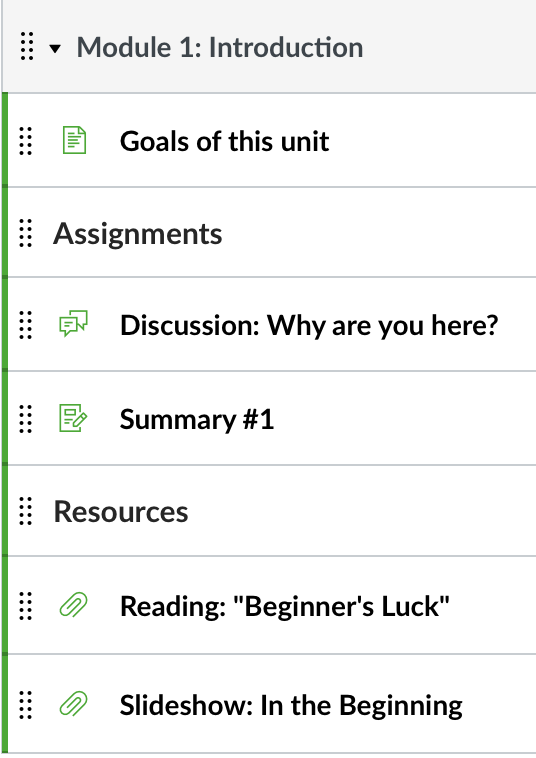 Module 1: Introduction
Goals of this unit
Assignments
Discussion: Why are you here?
Summary #1
Resources
Reading: "Beginner's Luck"
Slideshow: In the Beginning